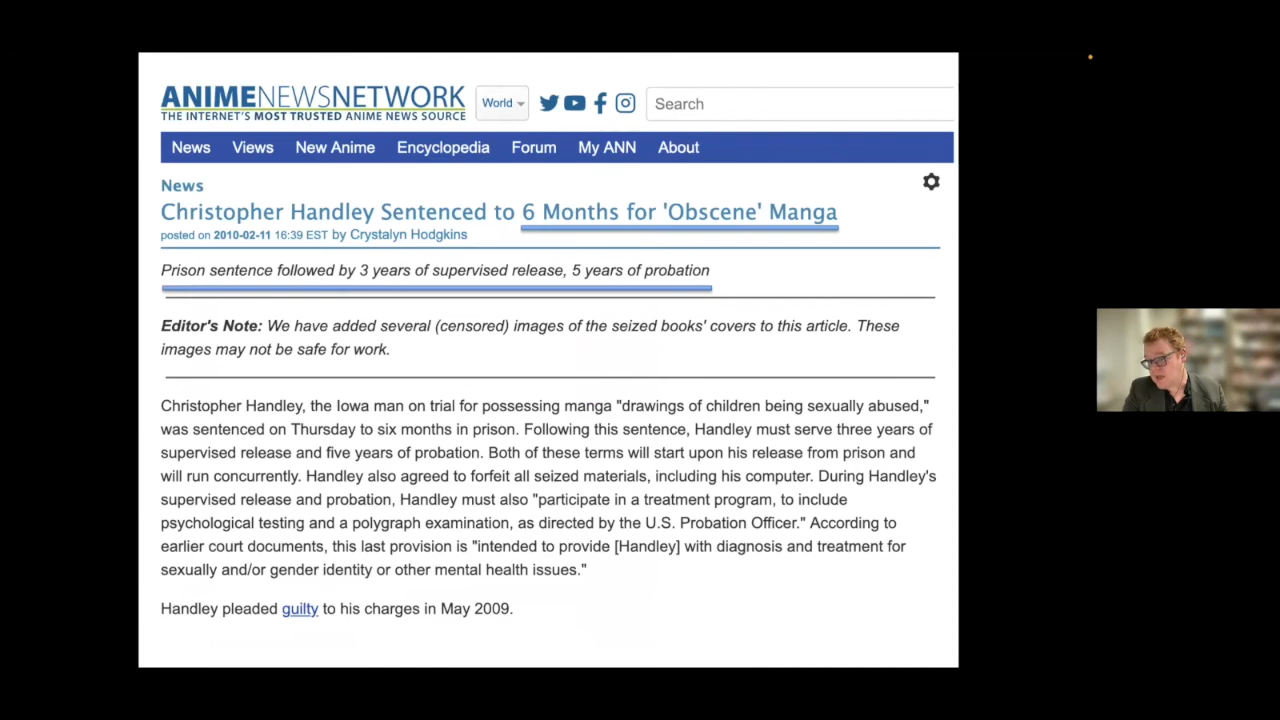 ANIMENEWSNETWORK
THE INTERNET'S MOST TRUSTED ANIME NEWS SOURCE
World
Search
News Views New Anime Encyclopedia Forum My ANN About
News
Christopher Handley Sentenced to 6 Months for 'Obscene' Manga
posted on 2010-02-11 16:39 EST by Crystalyn Hodgkins
Prison sentence followed by 3 years of supervised release, 5 years of probation
Editor's Note: We have added several (censored) images of the seized books' covers to this article. These
images may not be safe for work.
Christopher Handley, the Iowa man on trial for possessing manga "drawings of children being sexually abused,"
was sentenced on Thursday to six months in prison. Following this sentence, Handley must serve three years of
supervised release and five years of probation. Both of these terms will start upon his release from prison and
will run concurrently. Handley also agreed to forfeit all seized materials, including his computer. During Handley's
supervised release and probation, Handley must also "participate in a treatment program, to include
psychological testing and a polygraph examination, as directed by the U.S. Probation Officer." According to
earlier court documents, this last provision is "intended to provide [Handley] with diagnosis and treatment for
sexually and/or gender identity or other mental health issues."
Handley pleaded guilty to his charges in May 2009.